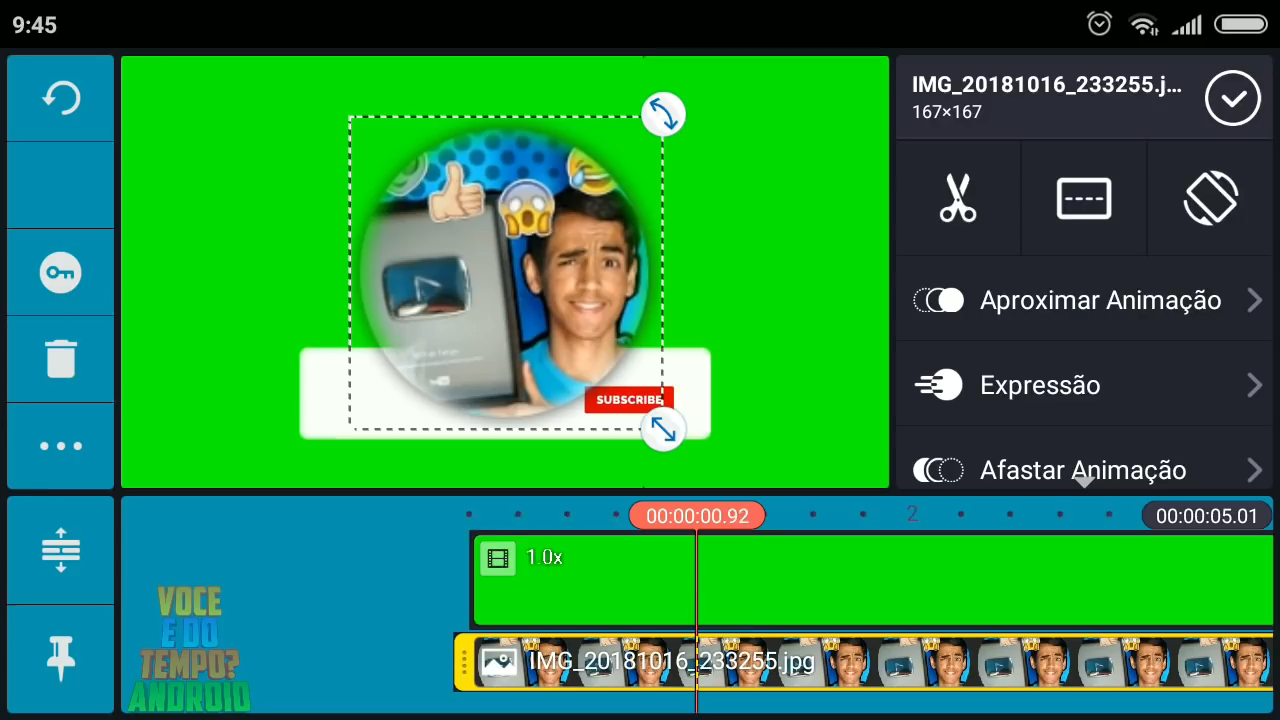 9:45
IMG_20181016_233255.j...
167×167
Aproximar Animação
Expressão
Afastar Animação
SUBSCRIBE
00:00:00.92
2
00:00:05.01
1.0x
IMG_20181016_233255.jpg
VOCE
E DO
TEMPO?
ANDROID